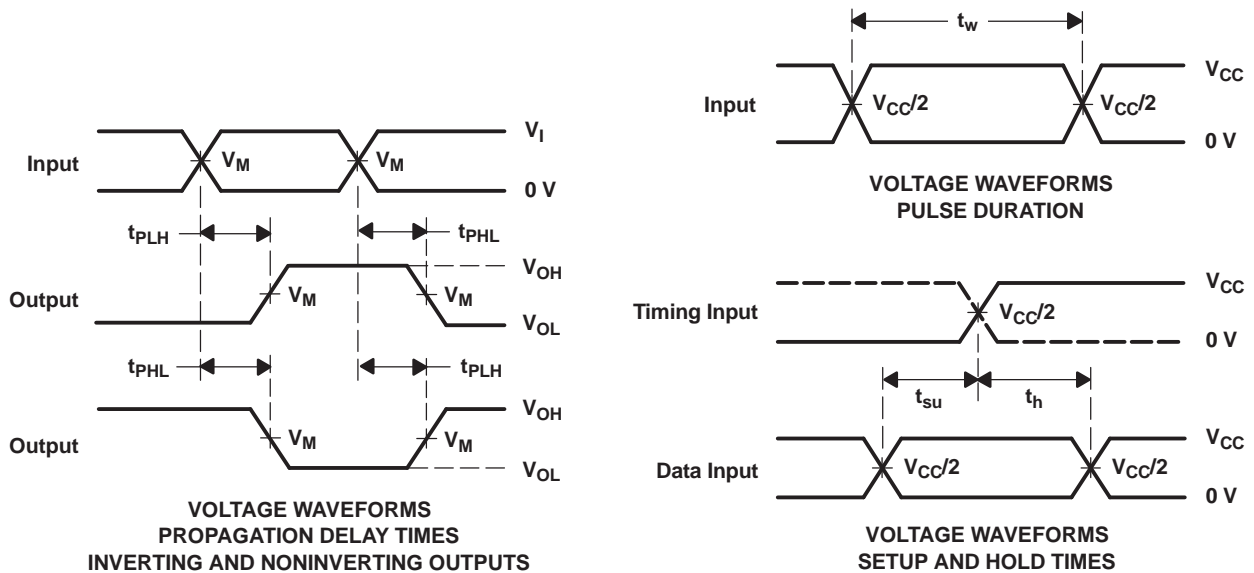 Input
V_M
V_M
V_I
0 V
t_PLH
t_PHL
Output
V_M
V_M
V_OH
V_OL
t_PHL
t_PLH
Output
V_M
V_M
V_OH
V_OL
VOLTAGE WAVEFORMS
PROPAGATION DELAY TIMES
INVERTING AND NONINVERTING OUTPUTS
t_w
Input
V_CC/2
V_CC/2
V_CC
0 V
VOLTAGE WAVEFORMS
PULSE DURATION
Timing Input
V_CC/2
V_CC
0 V
t_su
t_h
Data Input
V_CC/2
V_CC/2
V_CC
0 V
VOLTAGE WAVEFORMS
SETUP AND HOLD TIMES